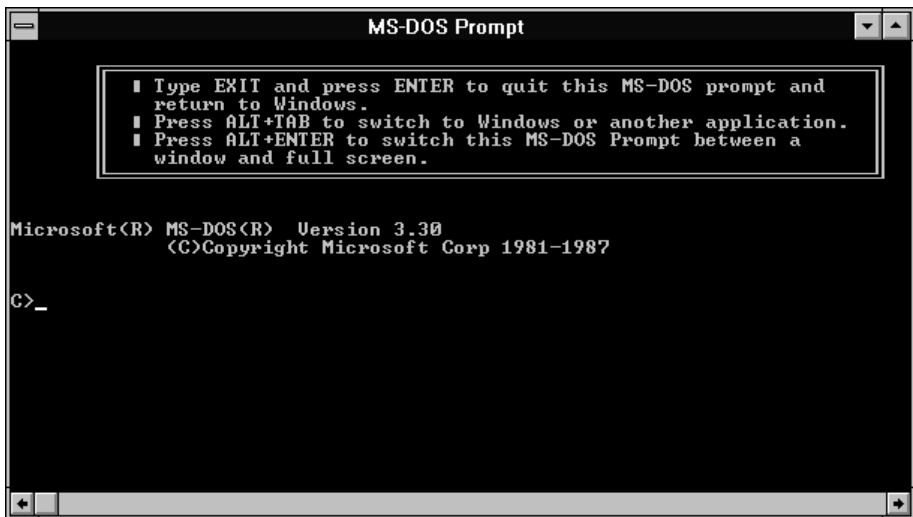 MS-DOS Prompt
Type EXIT and press ENTER to quit this MS-DOS prompt and
return to Windows.
Press ALT+TAB to switch to Windows or another application.
Press ALT+ENTER to switch this MS-DOS Prompt between a
window and full screen.
Microsoft(R) MS-DOS(R)  Version 3.30
(C)Copyright Microsoft Corp 1981-1987
C>_